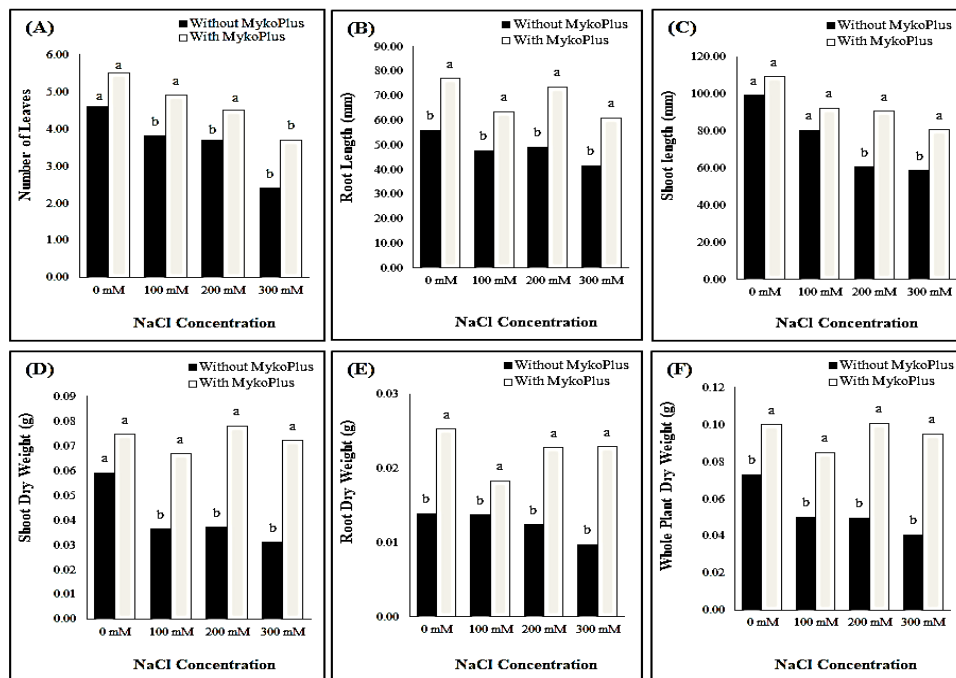 (A)
Without MykoPlus
With MykoPlus
Number of Leaves
6.00
5.00
4.00
3.00
2.00
1.00
0.00
a
a
b
a
b
a
b
b
0 mM
100 mM
200 mM
300 mM
NaCl Concentration
(B)
Without MykoPlus
With MykoPlus
Root Length (mm)
90.00
80.00
70.00
60.00
50.00
40.00
30.00
20.00
10.00
0.00
b
a
b
a
b
a
b
a
0 mM
100 mM
200 mM
300 mM
NaCl Concentration
(C)
Without MykoPlus
With MykoPlus
Shoot length (mm)
120.00
100.00
80.00
60.00
40.00
20.00
0.00
a
a
a
a
b
a
b
a
0 mM
100 mM
200 mM
300 mM
NaCl Concentration
(D)
Without MykoPlus
With MykoPlus
Shoot Dry Weight (g)
0.09
0.08
0.07
0.06
0.05
0.04
0.03
0.02
0.01
0.00
a
a
b
a
b
a
b
a
0 mM
100 mM
200 mM
300 mM
NaCl Concentration
(E)
Without MykoPlus
With MykoPlus
Root Dry Weight (g)
0.03
0.02
0.01
0.00
b
a
b
a
b
a
b
a
0 mM
100 mM
200 mM
300 mM
NaCl Concentration
(F)
Without MykoPlus
With MykoPlus
Whole Plant Dry Weight (g)
0.12
0.10
0.08
0.06
0.04
0.02
0.00
b
a
b
a
b
a
b
a
0 mM
100 mM
200 mM
300 mM
NaCl Concentration